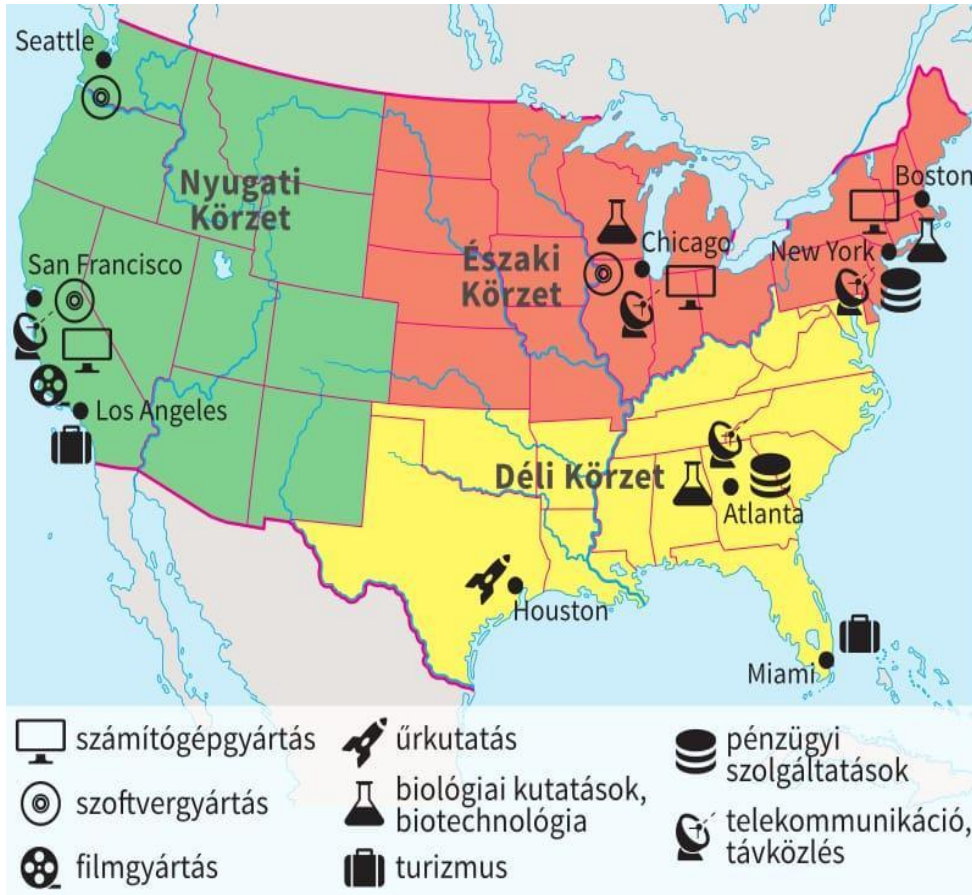 Seattle
Nyugati
Körzet
San Francisco
Los Angeles
Északi
Körzet
Chicago
Boston
New York
Déli Körzet
Atlanta
Houston
Miami
számítógépgyártás
szoftvergyártás
filmgyártás
űrkutatás
biológiai kutatások,
biotechnológia
turizmus
pénzügyi
szolgáltatások
telekommunikáció,
távközlés